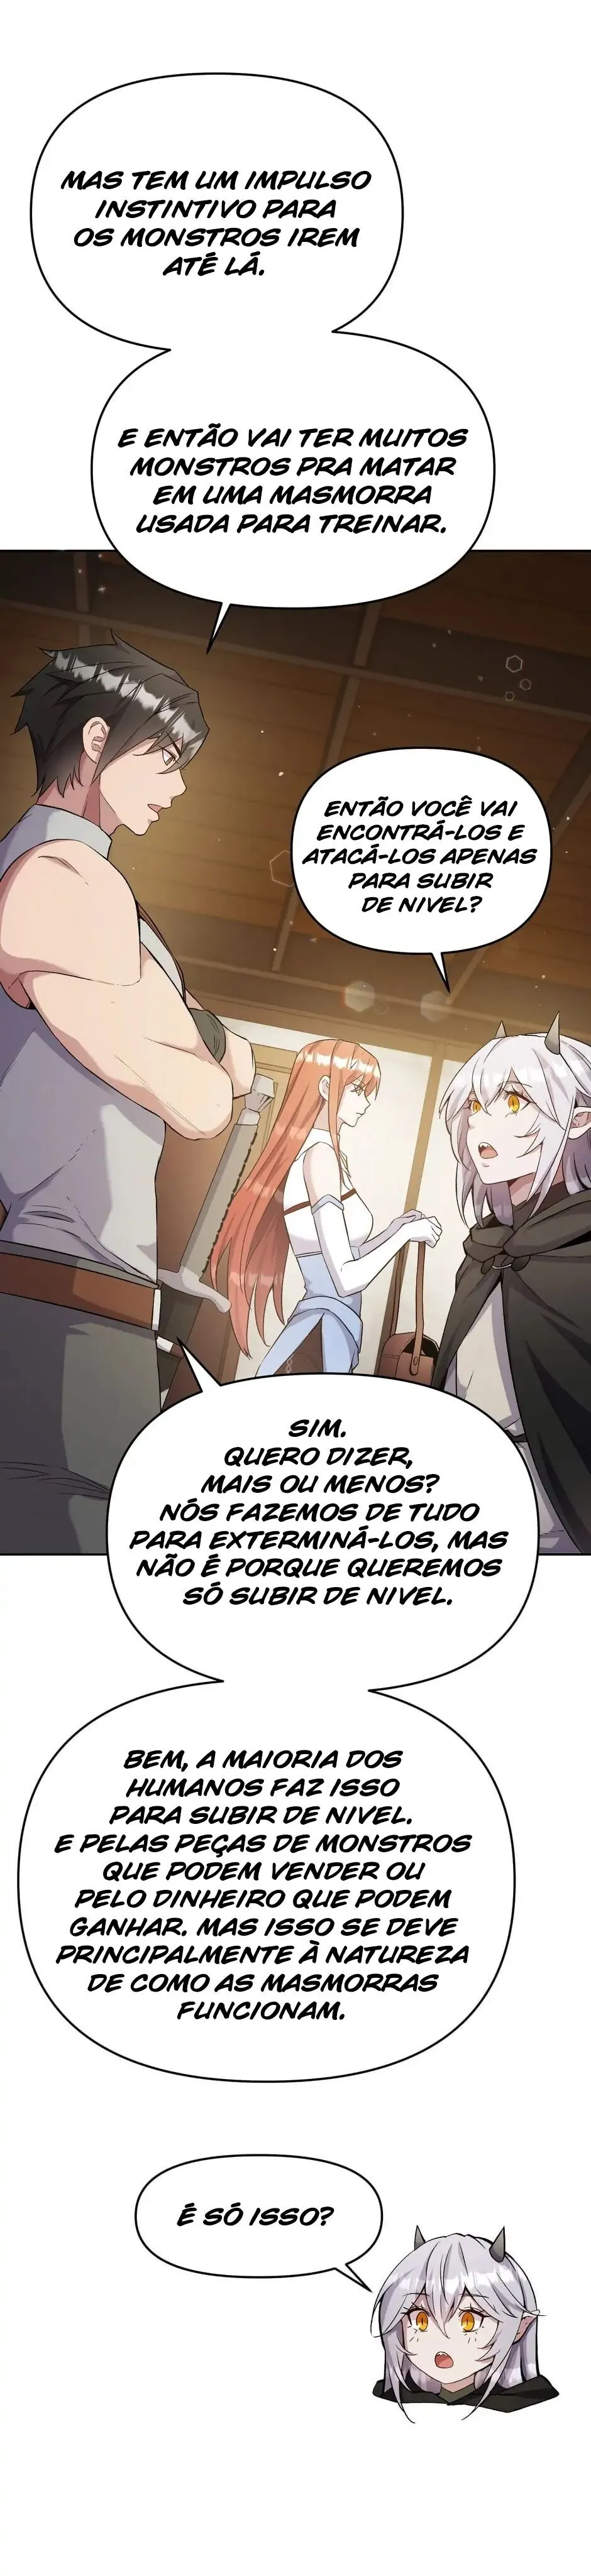 MAS TEM UM IMPULSO
INSTINTIVO PARA
OS MONSTROS IREM
ATÉ LÁ.
E ENTÃO VAI TER MUITOS
MONSTROS PRA MATAR
EM UMA MASMORRA
USADA PARA TREINAR.
ENTÃO VOCÊ VAI
ENCONTRÁ-LOS E
ATACÁ-LOS APENAS
PARA SUBIR
DE NIVEL?
SIM.
QUERO DIZER,
MAIS OU MENOS?
NÓS FAZEMOS DE TUDO
PARA EXTERMINÁ-LOS, MAS
NÃO É PORQUE QUEREMOS
SÓ SUBIR DE NIVEL.
BEM, A MAIORIA DOS
HUMANOS FAZ ISSO
PARA SUBIR DE NIVEL.
E PELAS PEÇAS DE MONSTROS
QUE PODEM VENDER OU
PELO DINHEIRO QUE PODEM
GANHAR. MAS ISSO SE DEVE
PRINCIPALMENTE À NATUREZA
DE COMO AS MASMORRAS
FUNCIONAM.
É SÓ ISSO?